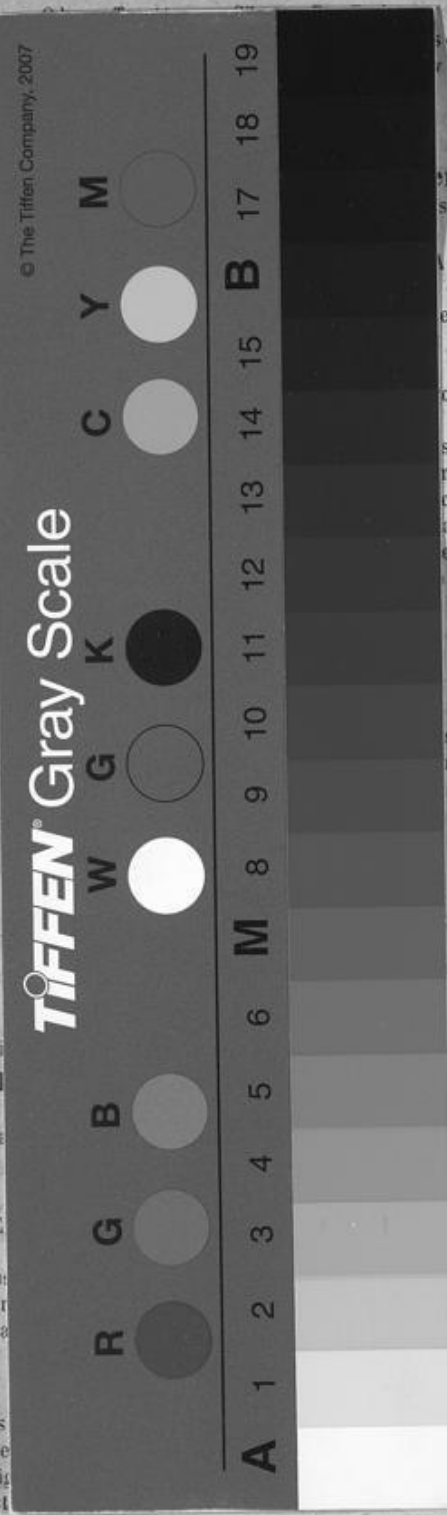 © The Tiffen Company, 2007
TIFFEN® Gray Scale
R G B W G K C Y M
A 1 2 3 4 5 6 M 8 9 10 11 12 13 14 15 B 17 18 19